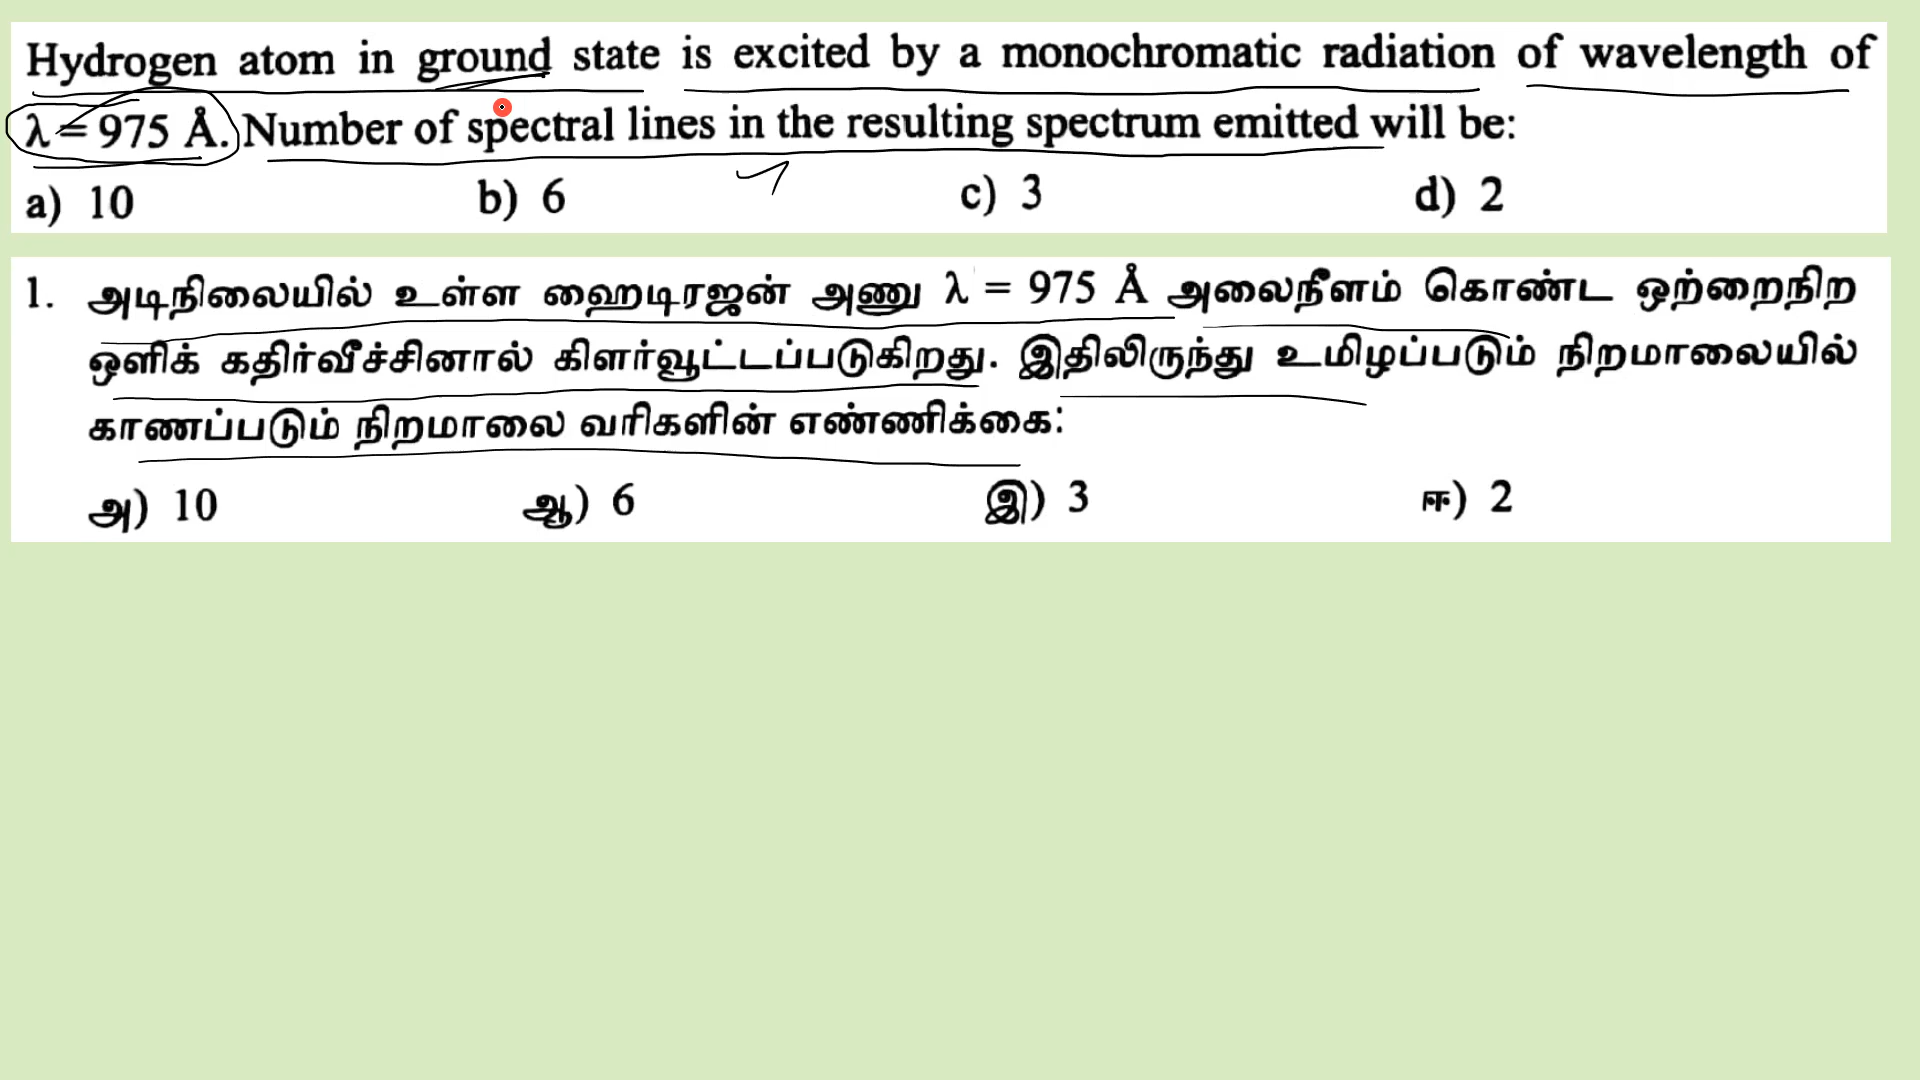 Hydrogen atom in ground state is excited by a monochromatic radiation of wavelength of
λ = 975 Å. Number of spectral lines in the resulting spectrum emitted will be:
a) 10 b) 6 c) 3 d) 2
1. அடிநிலையில் உள்ள ஹைடிரஜன் அணு λ = 975 Å அலைநீளம் கொண்ட ஒற்றைநிற
ஒளிக் கதிர்வீச்சினால் கிளர்வூட்டப்படுகிறது. இதிலிருந்து உமிழப்படும் நிறமாலையில்
காணப்படும் நிறமாலை வரிகளின் எண்ணிக்கை:
அ) 10 ஆ) 6 இ) 3 ஈ) 2